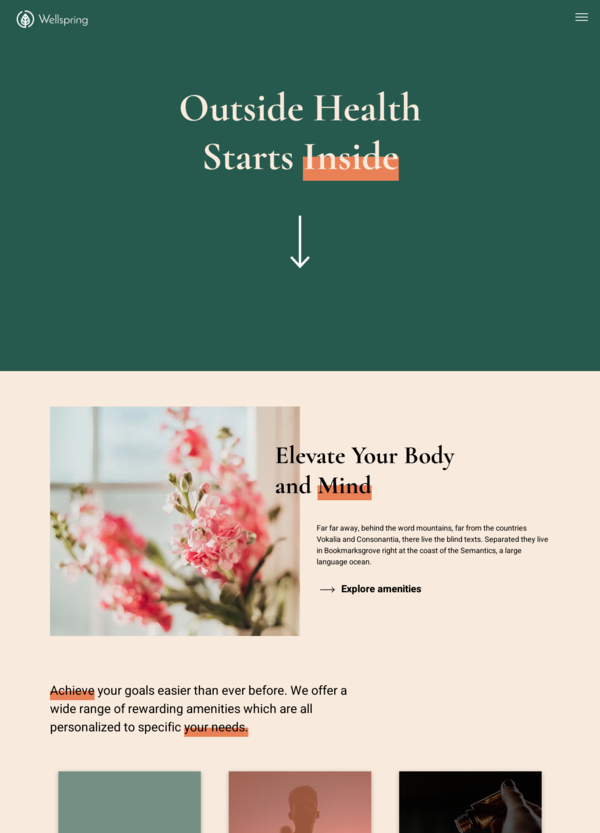 Wellspring
Outside Health
Starts Inside
Elevate Your Body
and Mind
Far far away, behind the word mountains, far from the countries
Vokalia and Consonantia, there live the blind texts. Separated they live
in Bookmarksgrove right at the coast of the Semantics, a large
language ocean.
Explore amenities
Achieve your goals easier than ever before. We offer a
wide range of rewarding amenities which are all
personalized to specific your needs.